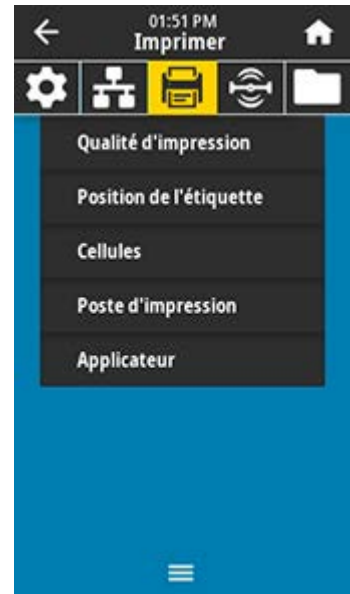 01:51 PM
Imprimer
Qualité d'impression
Position de l'étiquette
Cellules
Poste d'impression
Applicateur